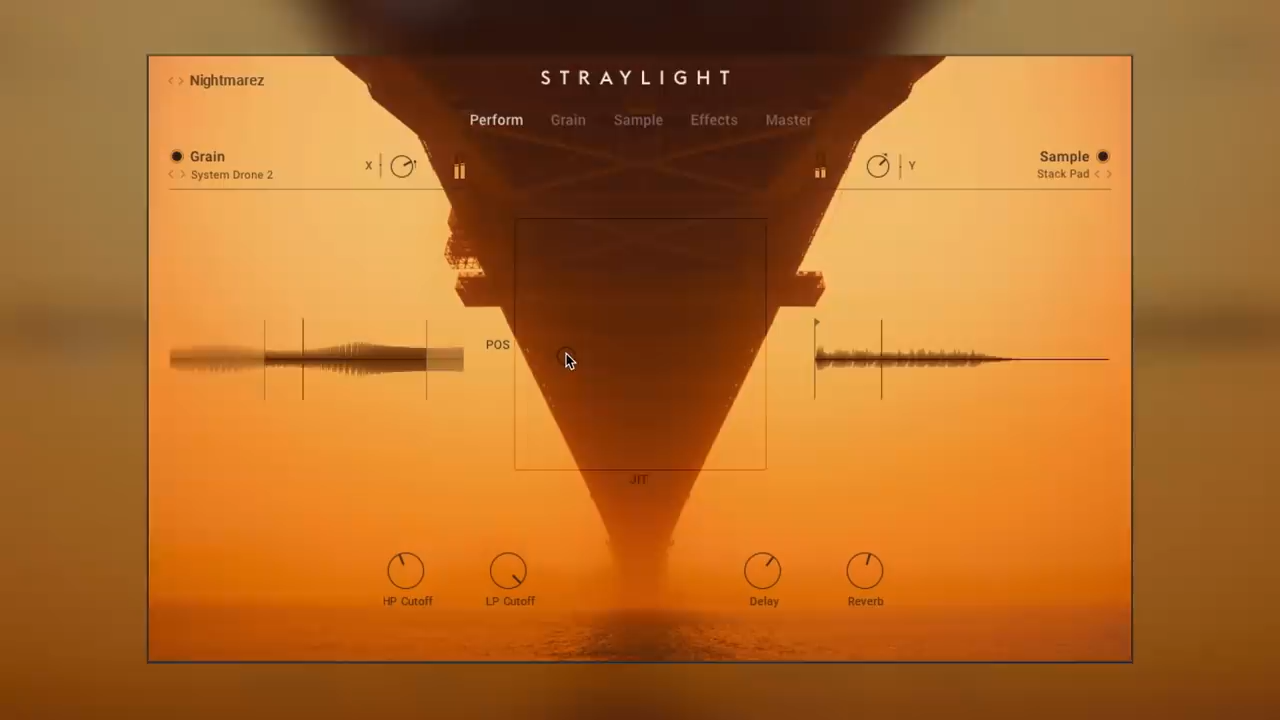 Nightmarez
STRAYLIGHT
Perform Grain Sample Effects Master
Grain
System Drone 2
X
Y
Sample
Stack Pad
POS
JIT
HP Cutoff
LP Cutoff
Delay
Reverb